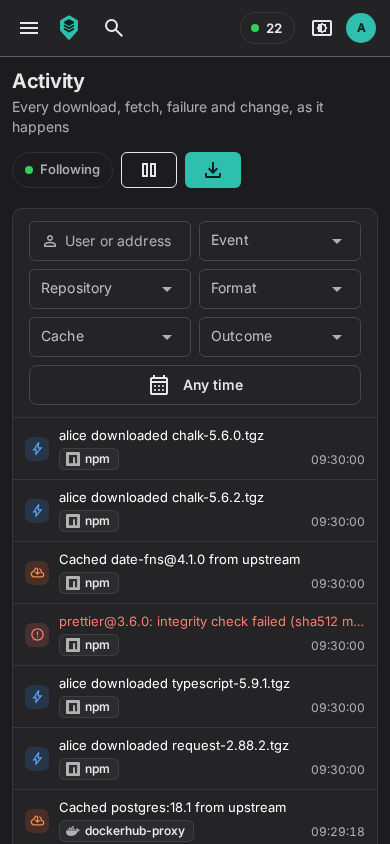 22
A
Activity
Every download, fetch, failure and change, as it
happens
Following
User or address
Event
Repository
Format
Cache
Outcome
Any time
alice downloaded chalk-5.6.0.tgz
npm
09:30:00
alice downloaded chalk-5.6.2.tgz
npm
09:30:00
Cached date-fns@4.1.0 from upstream
npm
09:30:00
prettier@3.6.0: integrity check failed (sha512 m...
npm
09:30:00
alice downloaded typescript-5.9.1.tgz
npm
09:30:00
alice downloaded request-2.88.2.tgz
npm
09:30:00
Cached postgres:18.1 from upstream
dockerhub-proxy
09:29:18